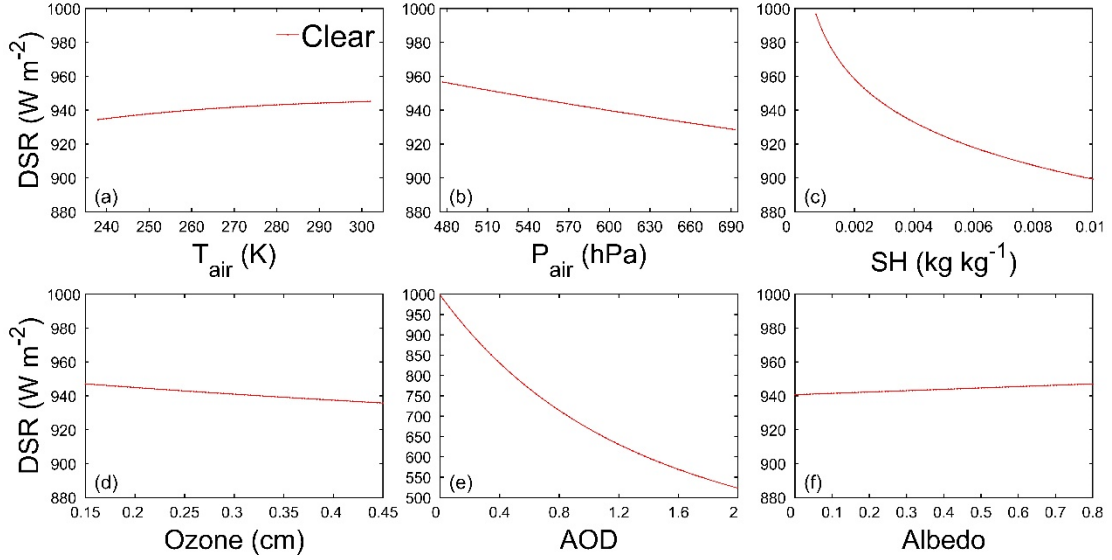 DSR (W m-2)
1000
980
960
940
920
900
880
Clear
(a)
240 250 260 270 280 290 300
Tair (K)
1000
980
960
940
920
900
880
(b)
480 510 540 570 600 630 660 690
Pair (hPa)
1000
980
960
940
920
900
880
(c)
0.002 0.004 0.006 0.008 0.01
SH (kg kg-1)
DSR (W m-2)
1000
980
960
940
920
900
880
(d)
0.15 0.2 0.25 0.3 0.35 0.4 0.45
Ozone (cm)
1000
950
900
850
800
750
700
650
600
550
500
(e)
0 0.4 0.8 1.2 1.6 2
AOD
1000
980
960
940
920
900
880
(f)
0 0.1 0.2 0.3 0.4 0.5 0.6 0.7 0.8
Albedo